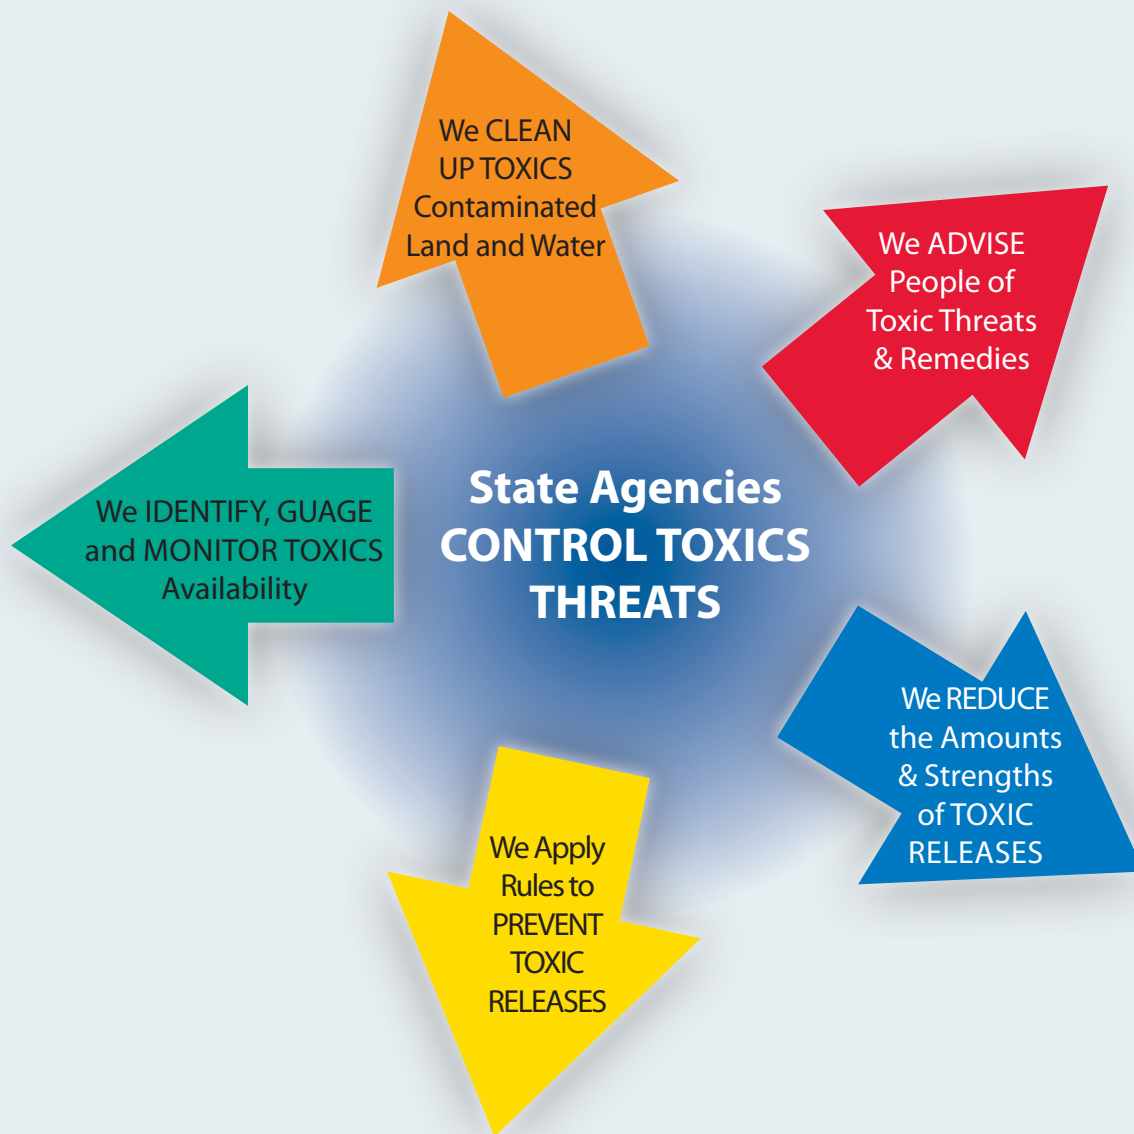 We CLEAN
UP TOXICS
Contaminated
Land and Water
We ADVISE
People of
Toxic Threats
& Remedies
State Agencies
CONTROL TOXICS
THREATS
We IDENTIFY, GUAGE
and MONITOR TOXICS
Availability
We REDUCE
the Amounts
& Strengths
of TOXIC
RELEASES
We Apply
Rules to
PREVENT
TOXIC
RELEASES